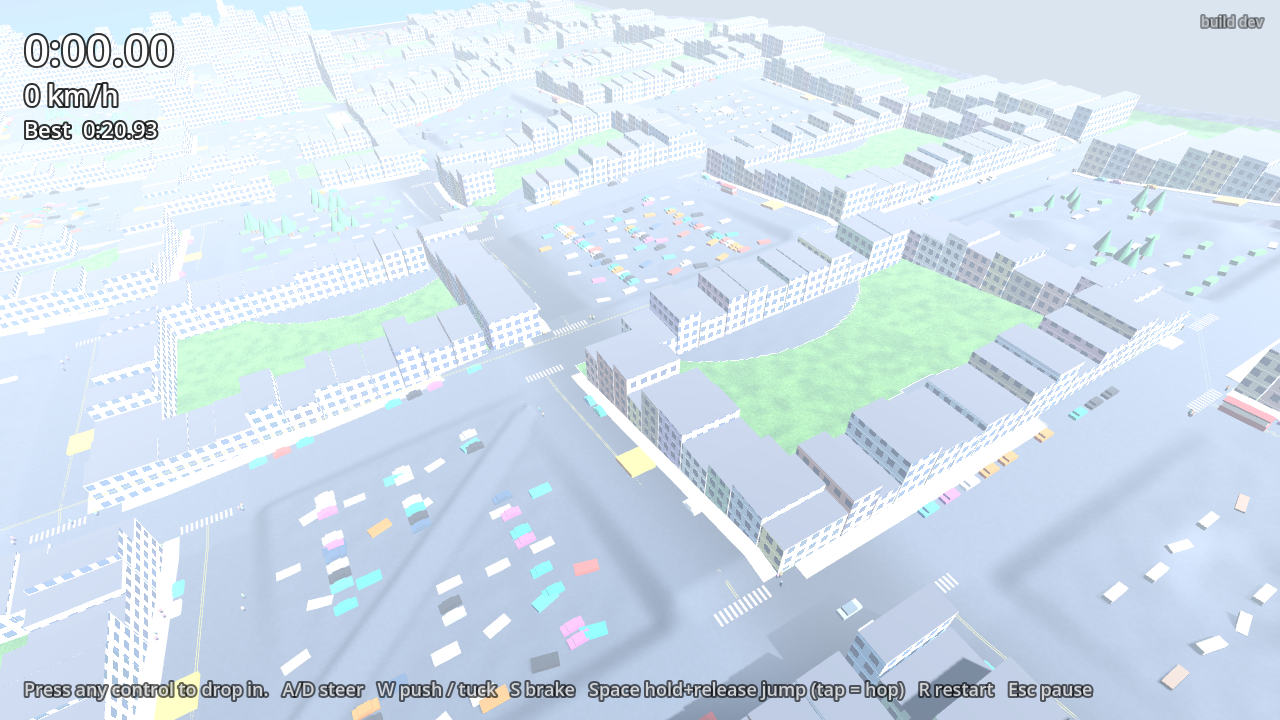 build dev
0:00.00
0 km/h
Best 0:20.93
Press any control to drop in. A/D steer W push / tuck S brake Space hold+release jump (tap = hop) R restart Esc pause